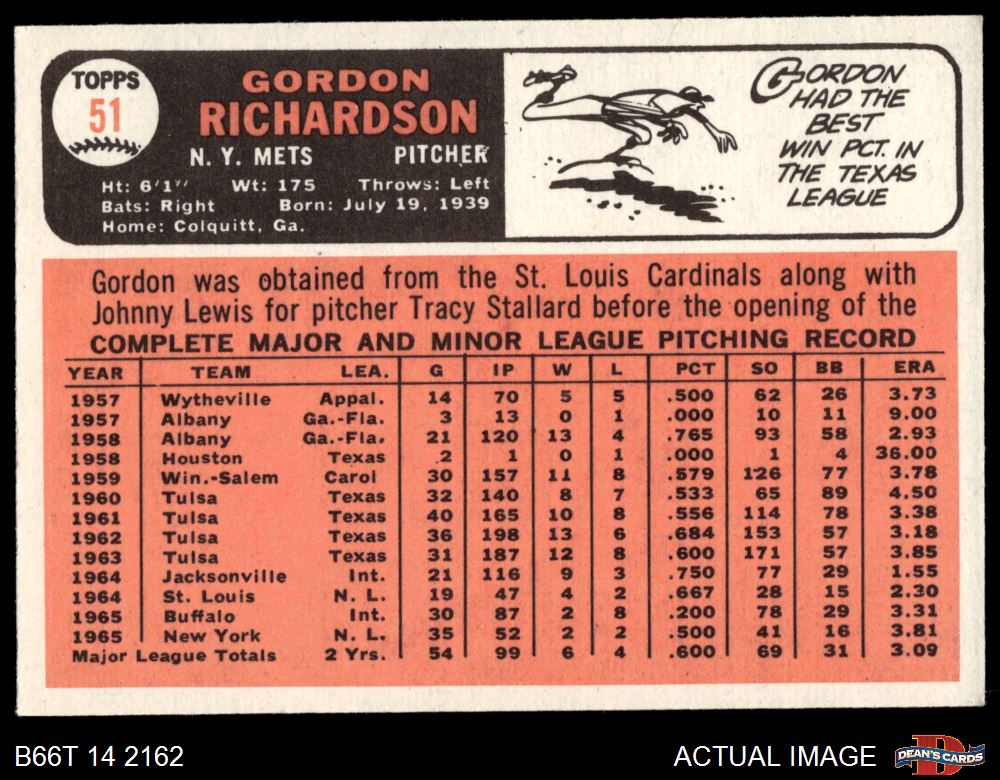 TOPPS
51
GORDON
RICHARDSON
N. Y. METS PITCHER
Ht: 6'1" Wt: 175 Throws: Left
Bats: Right Born: July 19, 1939
Home: Colquitt, Ga.
GORDON
HAD THE
BEST
WIN PCT. IN
THE TEXAS
LEAGUE
Gordon was obtained from the St. Louis Cardinals along with
Johnny Lewis for pitcher Tracy Stallard before the opening of the
COMPLETE MAJOR AND MINOR LEAGUE PITCHING RECORD
YEAR TEAM LEA. G IP W L PCT SO BB ERA
1957 Wytheville Appal. 14 70 5 5 .500 62 26 3.73
1957 Albany Ga.-Fla. 3 13 0 1 .000 10 11 9.00
1958 Albany Ga.-Fla. 21 120 13 4 .765 93 58 2.93
1958 Houston Texas .2 1 0 1 .000 1 4 36.00
1959 Win.-Salem Carol 30 157 11 8 .579 126 77 3.78
1960 Tulsa Texas 32 140 8 7 .533 65 89 4.50
1961 Tulsa Texas 40 165 10 8 .556 114 78 3.38
1962 Tulsa Texas 36 198 13 6 .684 153 57 3.18
1963 Tulsa Texas 31 187 12 8 .600 171 57 3.85
1964 Jacksonville Int. 21 116 9 3 .750 77 29 1.55
1964 St. Louis N. L. 19 47 4 2 .667 28 15 2.30
1965 Buffalo Int. 30 87 2 8 .200 78 29 3.31
1965 New York N. L. 35 52 2 2 .500 41 16 3.81
Major League Totals 2 Yrs. 54 99 6 4 .600 69 31 3.09
B66T 14 2162 ACTUAL IMAGE DEAN'S CARDS